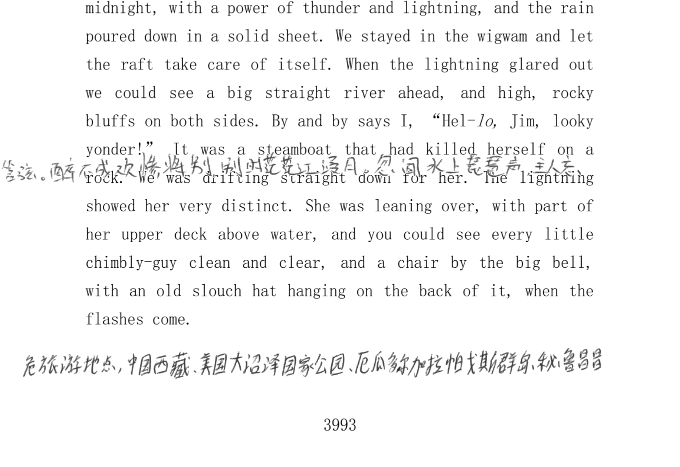 midnight, with a power of thunder and lightning, and the rain
poured down in a solid sheet. We stayed in the wigwam and let
the raft take care of itself. When the lightning glared out
we could see a big straight river ahead, and high, rocky
bluffs on both sides. By and by says I, “Hel-lo, Jim, looky
yonder!” It was a steamboat that had killed herself on a
管弦。醉不成欢惨将别,别时茫茫江浸月。忽闻水上琵琶声,主人忘
rock. We was drifting straight down for her. The lightning
showed her very distinct. She was leaning over, with part of
her upper deck above water, and you could see every little
chimbly-guy clean and clear, and a chair by the big bell,
with an old slouch hat hanging on the back of it, when the
flashes come.
危旅游地点,中国西藏、美国大沼泽国家公园、厄瓜多尔加拉帕戈斯群岛、秘鲁昌昌
3993